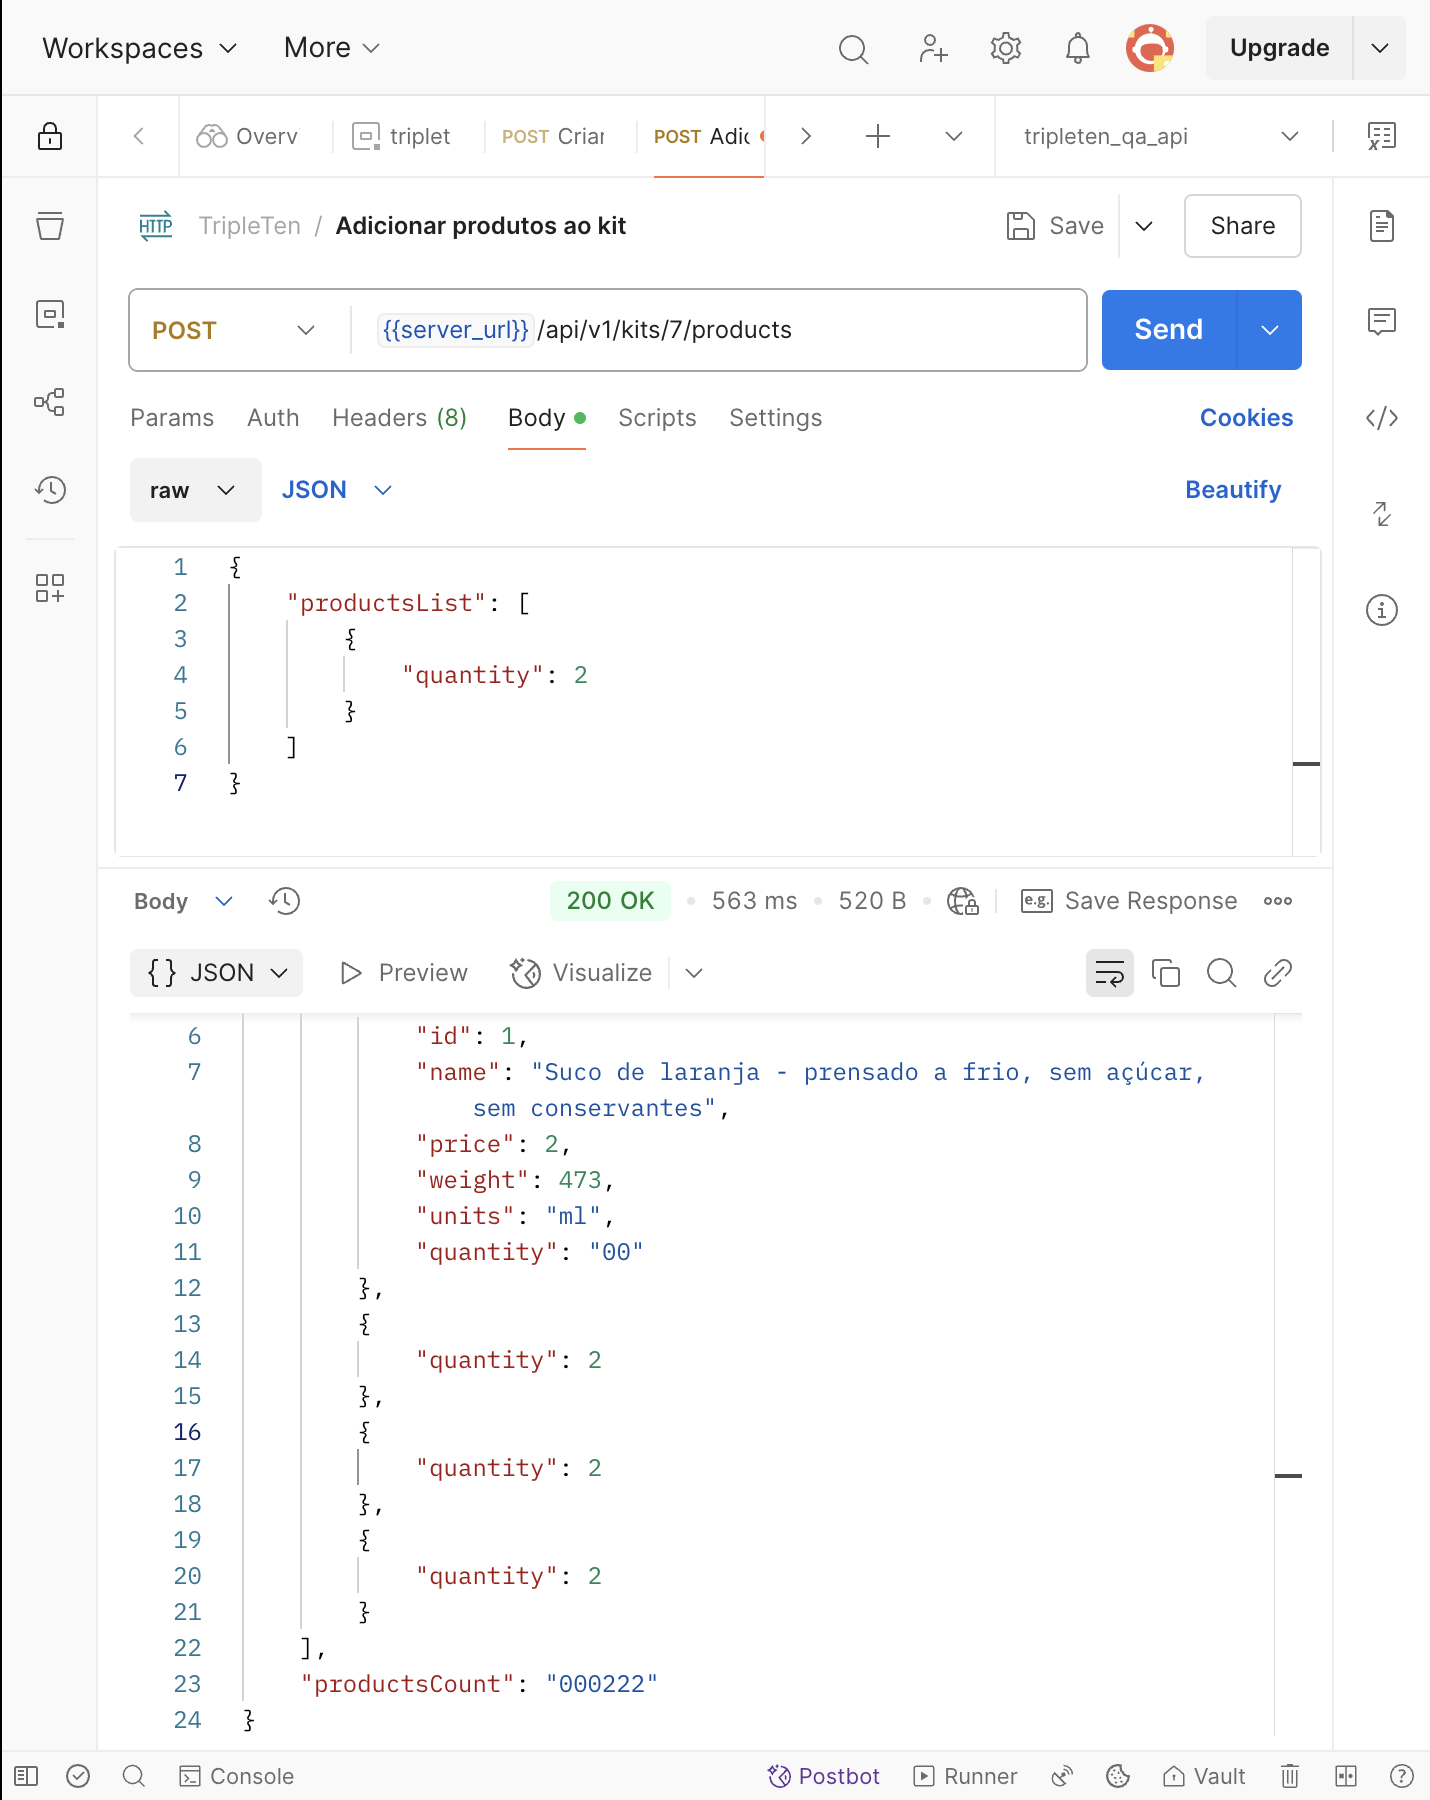 Workspaces More Upgrade
Overv triplet POST Criar POST Adic tripleten_qa_api
HTTP TripleTen / Adicionar produtos ao kit Save Share
POST {{server_url}}/api/v1/kits/7/products Send
Params Auth Headers (8) Body Scripts Settings Cookies
raw JSON Beautify
1 {
2 "productsList": [
3 {
4 "quantity": 2
5 }
6 ]
7 }
Body 200 OK • 563 ms • 520 B • e.g. Save Response
{} JSON Preview Visualize
6 "id": 1,
7 "name": "Suco de laranja - prensado a frio, sem açúcar,
sem conservantes",
8 "price": 2,
9 "weight": 473,
10 "units": "ml",
11 "quantity": "00"
12 },
13 {
14 "quantity": 2
15 },
16 {
17 "quantity": 2
18 },
19 {
20 "quantity": 2
21 }
22 ],
23 "productsCount": "000222"
24 }
Console Postbot Runner Vault